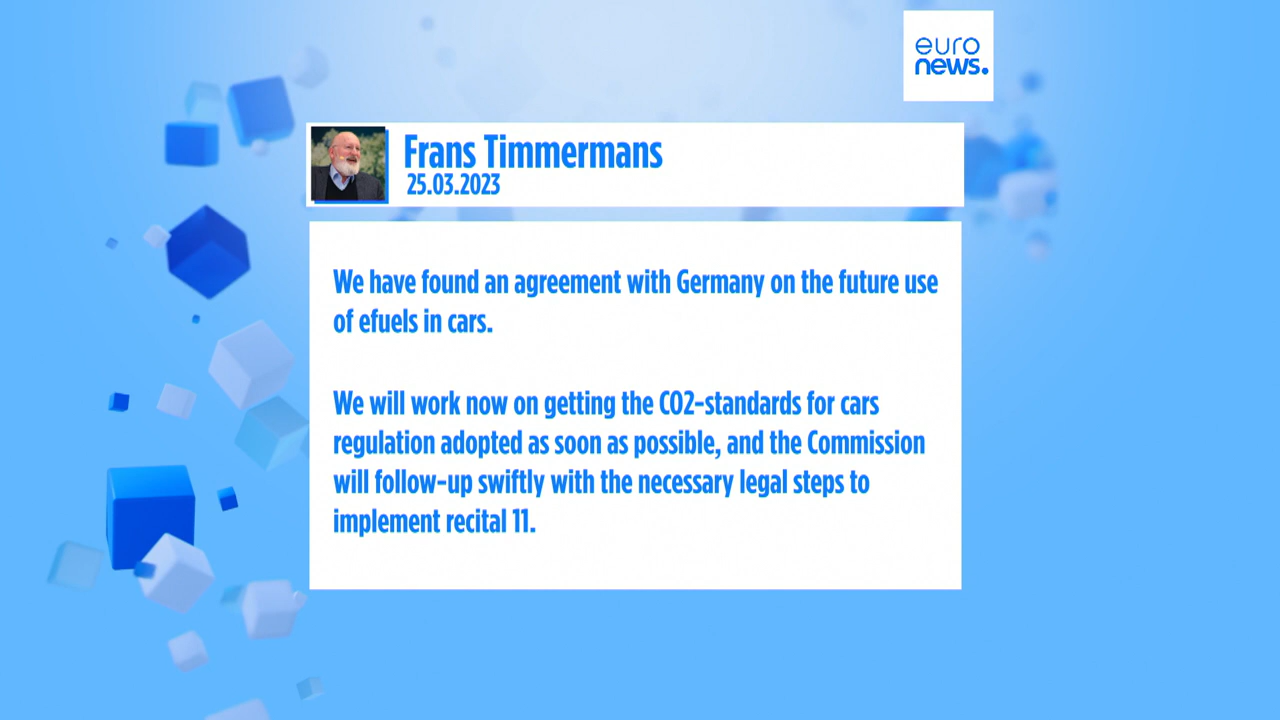 euro
news.
Frans Timmermans
25.03.2023
We have found an agreement with Germany on the future use
of efuels in cars.
We will work now on getting the CO2-standards for cars
regulation adopted as soon as possible, and the Commission
will follow-up swiftly with the necessary legal steps to
implement recital 11.